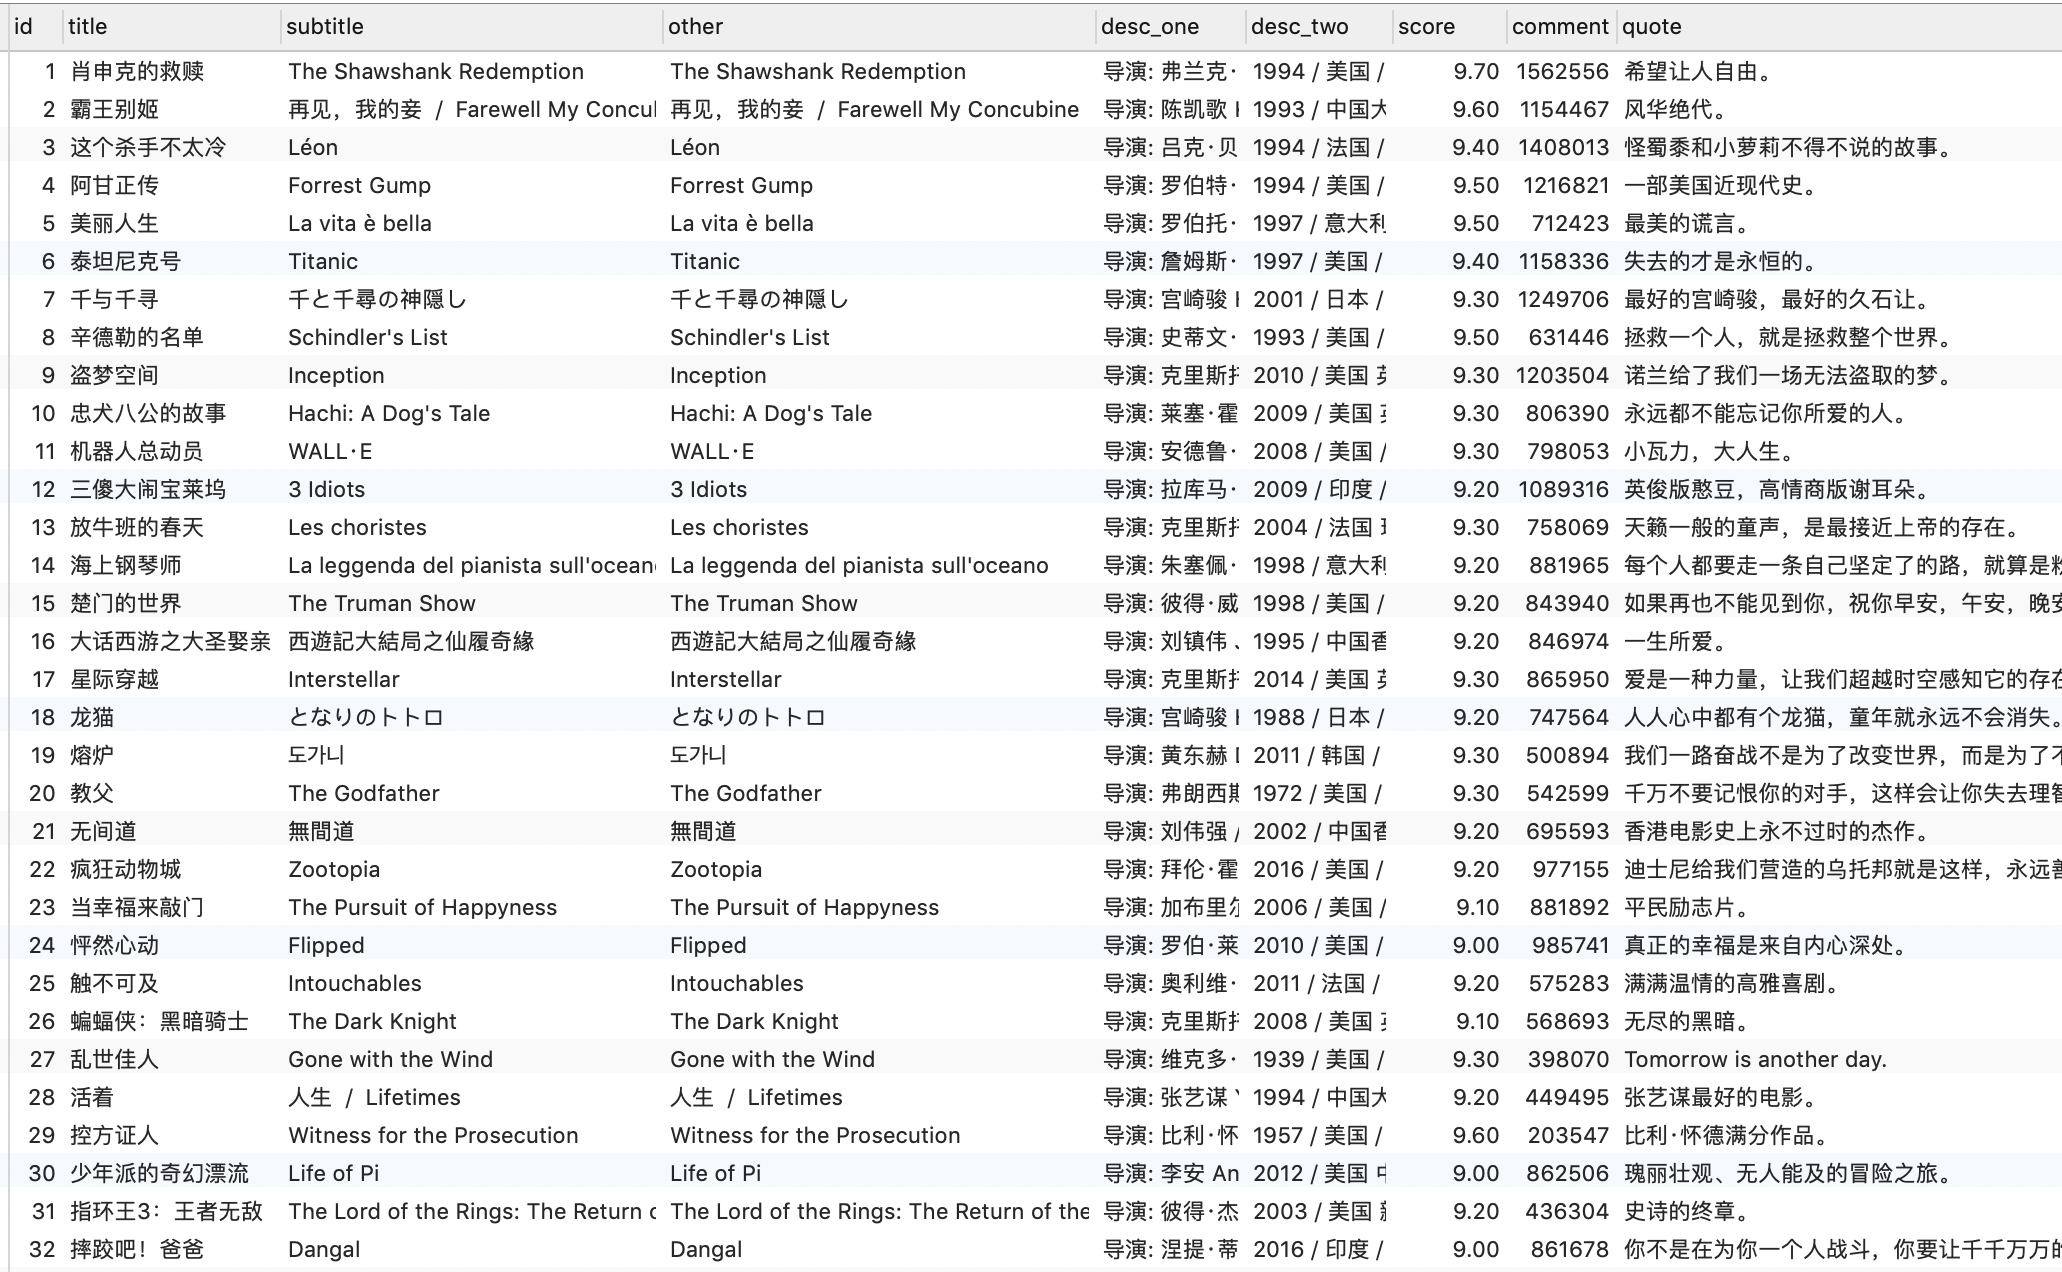 id title subtitle other desc_one desc_two score comment quote
1 肖申克的救赎 The Shawshank Redemption The Shawshank Redemption 导演: 弗兰克· 1994 / 美国 / 9.70 1562556 希望让人自由。
2 霸王别姬 再见，我的妾 / Farewell My Concul 再见，我的妾 / Farewell My Concubine 导演: 陈凯歌 1993 / 中国大 9.60 1154467 风华绝代。
3 这个杀手不太冷 Léon Léon 导演: 吕克·贝 1994 / 法国 / 9.40 1408013 怪蜀黍和小萝莉不得不说的故事。
4 阿甘正传 Forrest Gump Forrest Gump 导演: 罗伯特· 1994 / 美国 / 9.50 1216821 一部美国近现代史。
5 美丽人生 La vita è bella La vita è bella 导演: 罗伯托· 1997 / 意大利 9.50 712423 最美的谎言。
6 泰坦尼克号 Titanic Titanic 导演: 詹姆斯· 1997 / 美国 / 9.40 1158336 失去的才是永恒的。
7 千与千寻 千と千尋の神隠し 千と千尋の神隠し 导演: 宫崎骏 2001 / 日本 / 9.30 1249706 最好的宫崎骏，最好的久石让。
8 辛德勒的名单 Schindler's List Schindler's List 导演: 史蒂文· 1993 / 美国 / 9.50 631446 拯救一个人，就是拯救整个世界。
9 盗梦空间 Inception Inception 导演: 克里斯托 2010 / 美国 英 9.30 1203504 诺兰给了我们一场无法盗取的梦。
10 忠犬八公的故事 Hachi: A Dog's Tale Hachi: A Dog's Tale 导演: 莱塞·霍 2009 / 美国 英 9.30 806390 永远都不能忘记你所爱的人。
11 机器人总动员 WALL·E WALL·E 导演: 安德鲁· 2008 / 美国 / 9.30 798053 小瓦力，大人生。
12 三傻大闹宝莱坞 3 Idiots 3 Idiots 导演: 拉库马· 2009 / 印度 / 9.20 1089316 英俊版憨豆，高情商版谢耳朵。
13 放牛班的春天 Les choristes Les choristes 导演: 克里斯托 2004 / 法国 9.30 758069 天籁一般的童声，是最接近上帝的存在。
14 海上钢琴师 La leggenda del pianista sull'ocean La leggenda del pianista sull'oceano 导演: 朱塞佩· 1998 / 意大利 9.20 881965 每个人都要走一条自己坚定了的路，就算是粉
15 楚门的世界 The Truman Show The Truman Show 导演: 彼得·威 1998 / 美国 / 9.20 843940 如果再也不能见到你，祝你早安，午安，晚安
16 大话西游之大圣娶亲 西遊記大結局之仙履奇緣 西遊記大結局之仙履奇緣 导演: 刘镇伟 1995 / 中国香 9.20 846974 一生所爱。
17 星际穿越 Interstellar Interstellar 导演: 克里斯托 2014 / 美国 英 9.30 865950 爱是一种力量，让我们超越时空感知它的存在
18 龙猫 となりのトトロ となりのトトロ 导演: 宫崎骏 1988 / 日本 / 9.20 747564 人人心中都有个龙猫，童年就永远不会消失。
19 熔炉 도가니 도가니 导演: 黄东赫 2011 / 韩国 / 9.30 500894 我们一路奋战不是为了改变世界，而是为了不
20 教父 The Godfather The Godfather 导演: 弗朗西斯 1972 / 美国 / 9.30 542599 千万不要记恨你的对手，这样会让你失去理智
21 无间道 無間道 無間道 导演: 刘伟强 / 2002 / 中国香 9.20 695593 香港电影史上永不过时的杰作。
22 疯狂动物城 Zootopia Zootopia 导演: 拜伦·霍 2016 / 美国 / 9.20 977155 迪士尼给我们营造的乌托邦就是这样，永远善
23 当幸福来敲门 The Pursuit of Happyness The Pursuit of Happyness 导演: 加布里尔 2006 / 美国 / 9.10 881892 平民励志片。
24 怦然心动 Flipped Flipped 导演: 罗伯·莱 2010 / 美国 / 9.00 985741 真正的幸福是来自内心深处。
25 触不可及 Intouchables Intouchables 导演: 奥利维· 2011 / 法国 / 9.20 575283 满满温情的高雅喜剧。
26 蝙蝠侠：黑暗骑士 The Dark Knight The Dark Knight 导演: 克里斯托 2008 / 美国 英 9.10 568693 无尽的黑暗。
27 乱世佳人 Gone with the Wind Gone with the Wind 导演: 维克多· 1939 / 美国 / 9.30 398070 Tomorrow is another day.
28 活着 人生 / Lifetimes 人生 / Lifetimes 导演: 张艺谋 1994 / 中国大 9.20 449495 张艺谋最好的电影。
29 控方证人 Witness for the Prosecution Witness for the Prosecution 导演: 比利·怀 1957 / 美国 / 9.60 203547 比利·怀德满分作品。
30 少年派的奇幻漂流 Life of Pi Life of Pi 导演: 李安 An 2012 / 美国 中 9.00 862506 瑰丽壮观、无人能及的冒险之旅。
31 指环王3：王者无敌 The Lord of the Rings: The Return o The Lord of the Rings: The Return of the 导演: 彼得·杰 2003 / 美国 新 9.20 436304 史诗的终章。
32 摔跤吧！爸爸 Dangal Dangal 导演: 涅提·蒂 2016 / 印度 / 9.00 861678 你不是在为你一个人战斗，你要让千千万万的